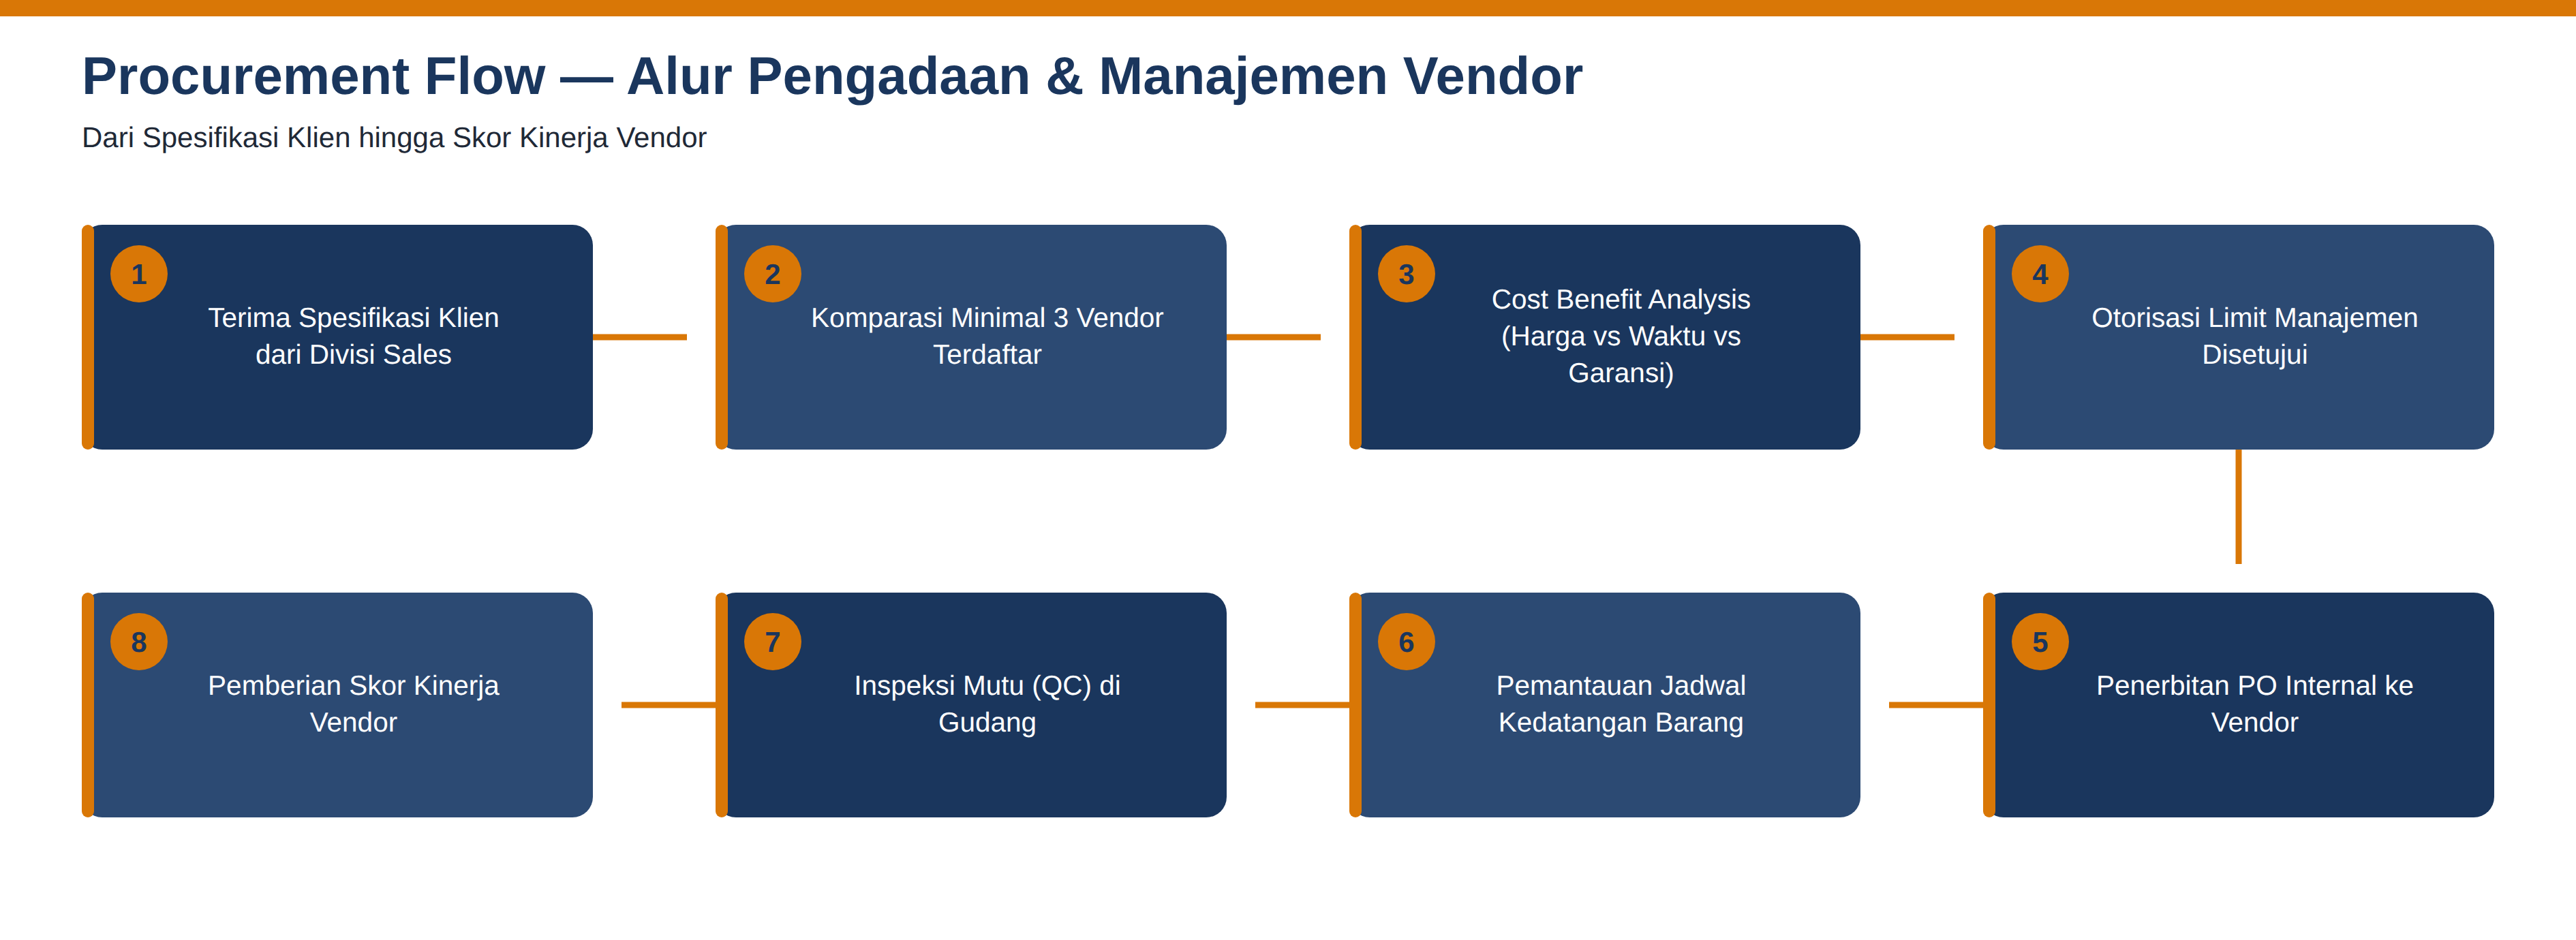 Procurement Flow — Alur Pengadaan & Manajemen Vendor
Dari Spesifikasi Klien hingga Skor Kinerja Vendor
1
Terima Spesifikasi Klien
dari Divisi Sales
2
Komparasi Minimal 3 Vendor
Terdaftar
3
Cost Benefit Analysis
(Harga vs Waktu vs
Garansi)
4
Otorisasi Limit Manajemen
Disetujui
5
Penerbitan PO Internal ke
Vendor
6
Pemantauan Jadwal
Kedatangan Barang
7
Inspeksi Mutu (QC) di
Gudang
8
Pemberian Skor Kinerja
Vendor